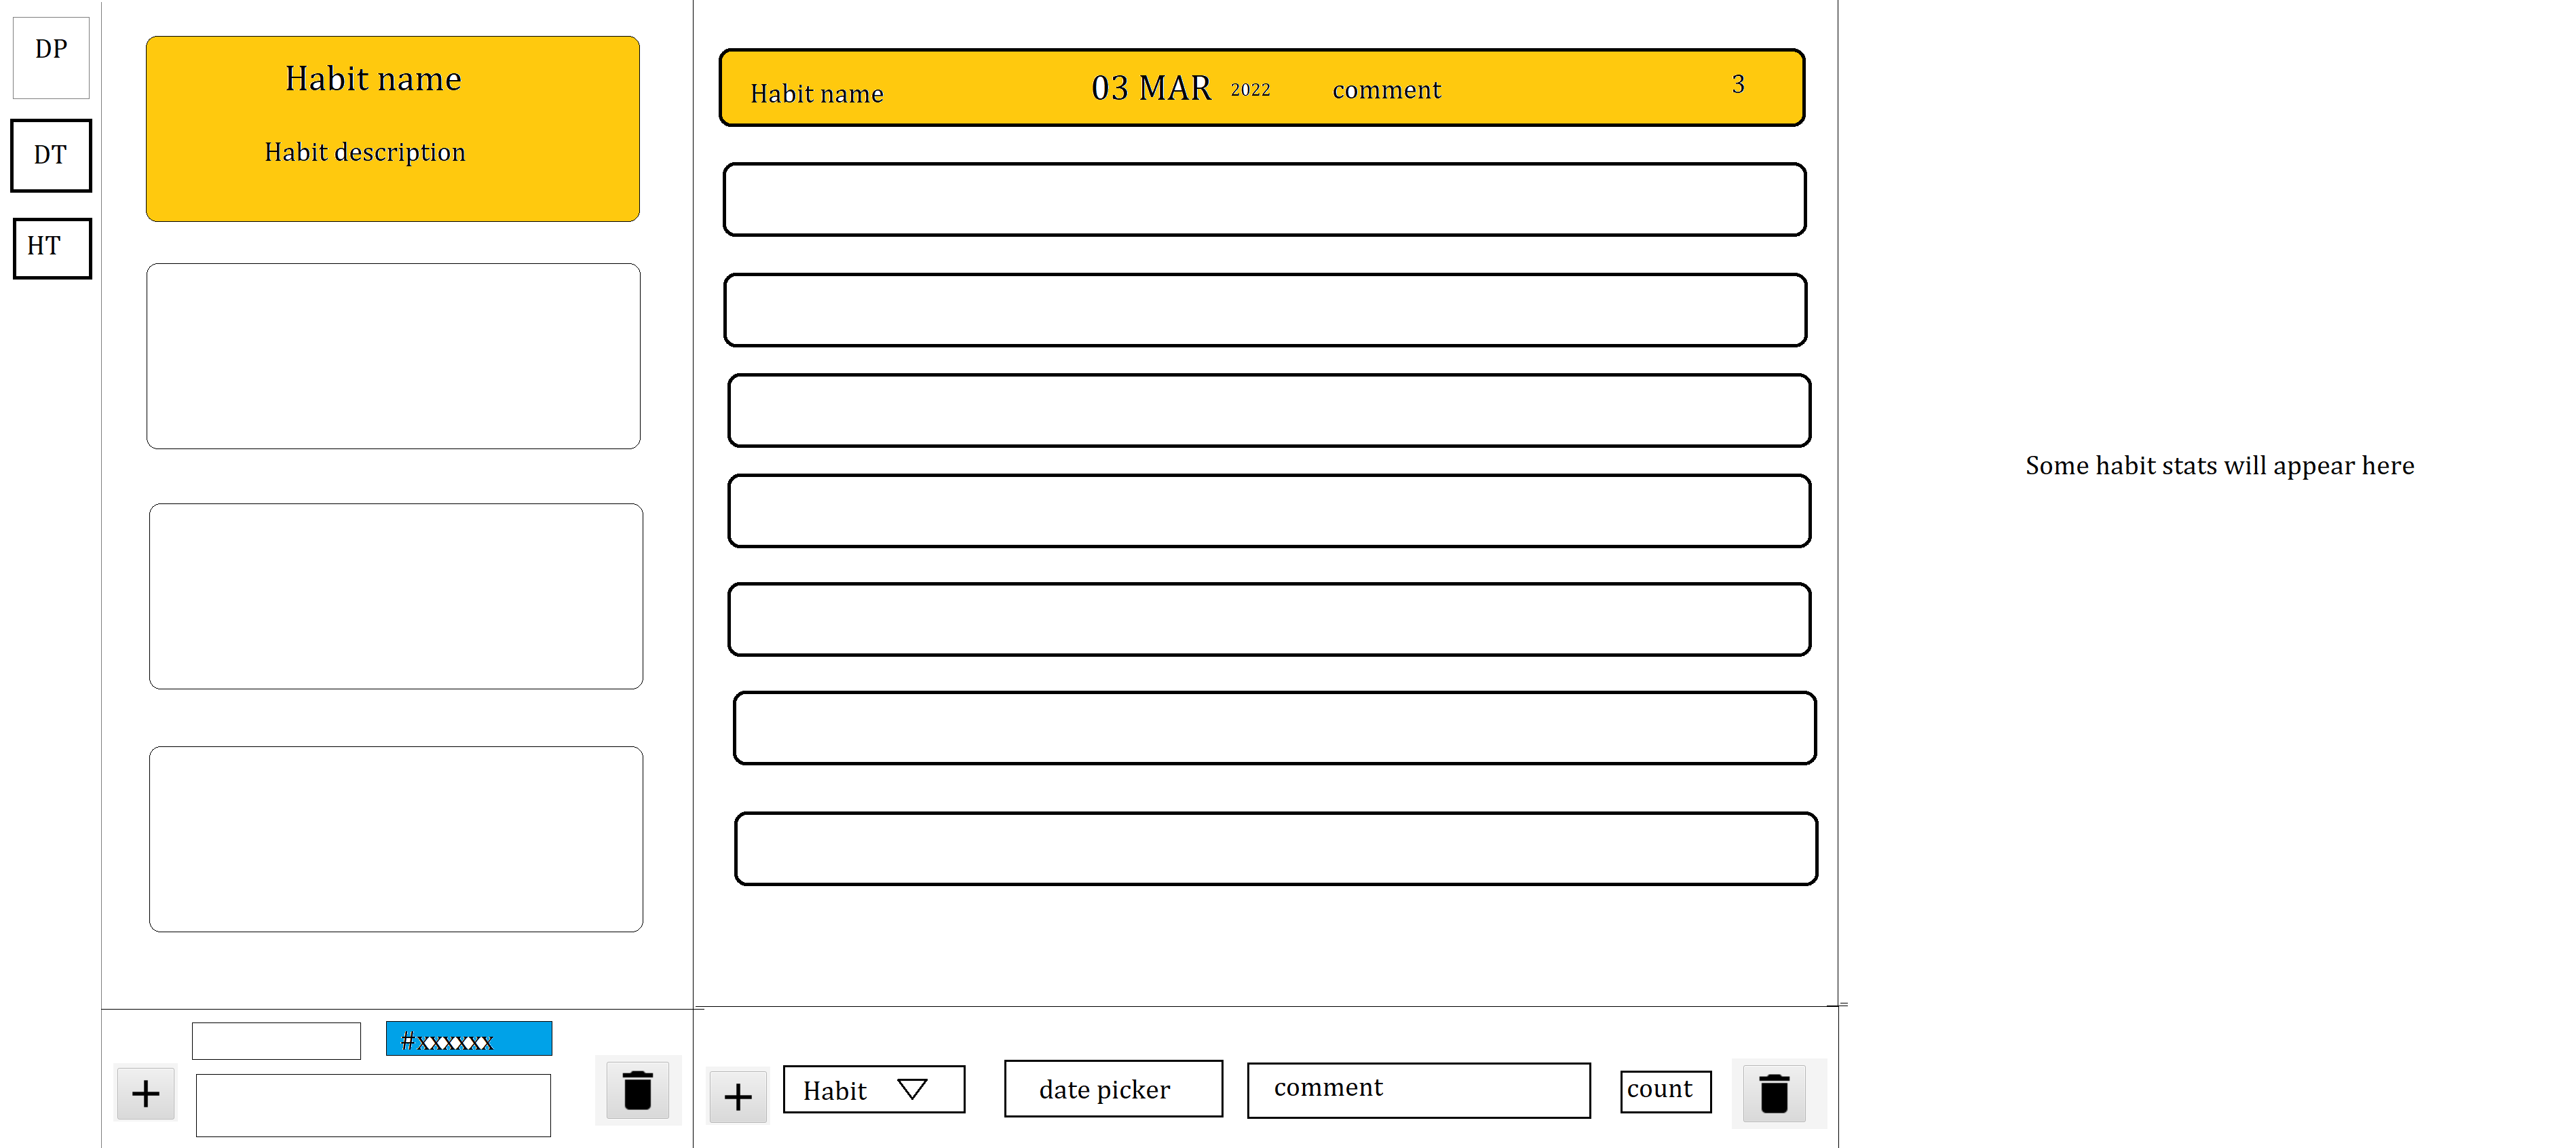 DP
DT
HT
Habit name
Habit description
Habit name 03 MAR 2022 comment 3
Some habit stats will appear here
#xxxxxx
Habit date picker comment count